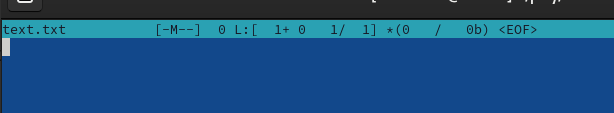 text.txt [-M--] 0 L:[ 1+ 0 1/ 1] *(0 / 0b) <EOF>